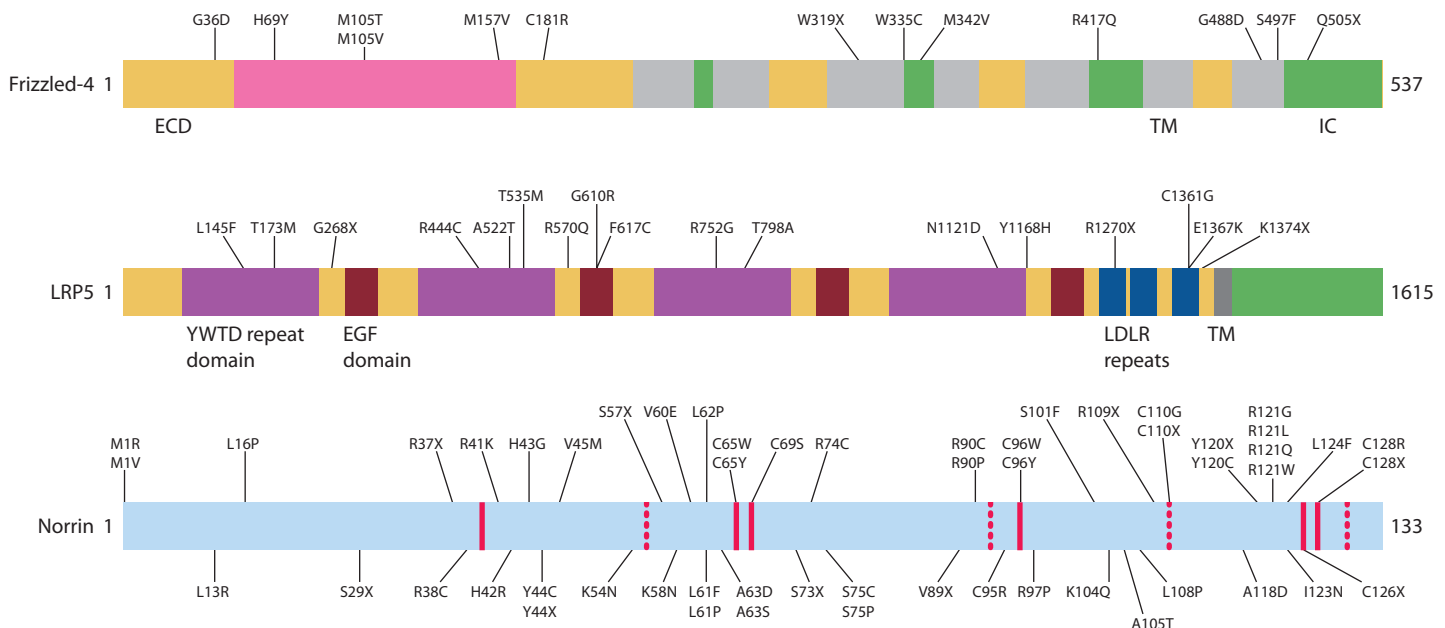 G36D H69Y M105T M157V C181R W319X W335C M342V R417Q G488D S497F Q505X
M105V
Frizzled-4 1 537
ECD TM IC
T535M G610R C1361G
L145F T173M G268X R444C A522T R570Q F617C R752G T798A N1121D Y1168H R1270X E1367K K1374X
LRP5 1 1615
YWTD repeat EGF LDLR TM
domain domain repeats
S57X V60E L62P S101F R109X C110G R121G
C110X R121L
M1R L16P R37X R41K H43G V45M C65W C69S R74C R90C C96W Y120X R121Q L124F C128R
M1V C65Y R90P C96Y Y120C R121W C128X
Norrin 1 133
L13R S29X R38C H42R Y44C K54N K58N L61F A63D S73X S75C V89X C95R R97P K104Q L108P A118D I123N C126X
Y44X L61P A63S S75P A105T